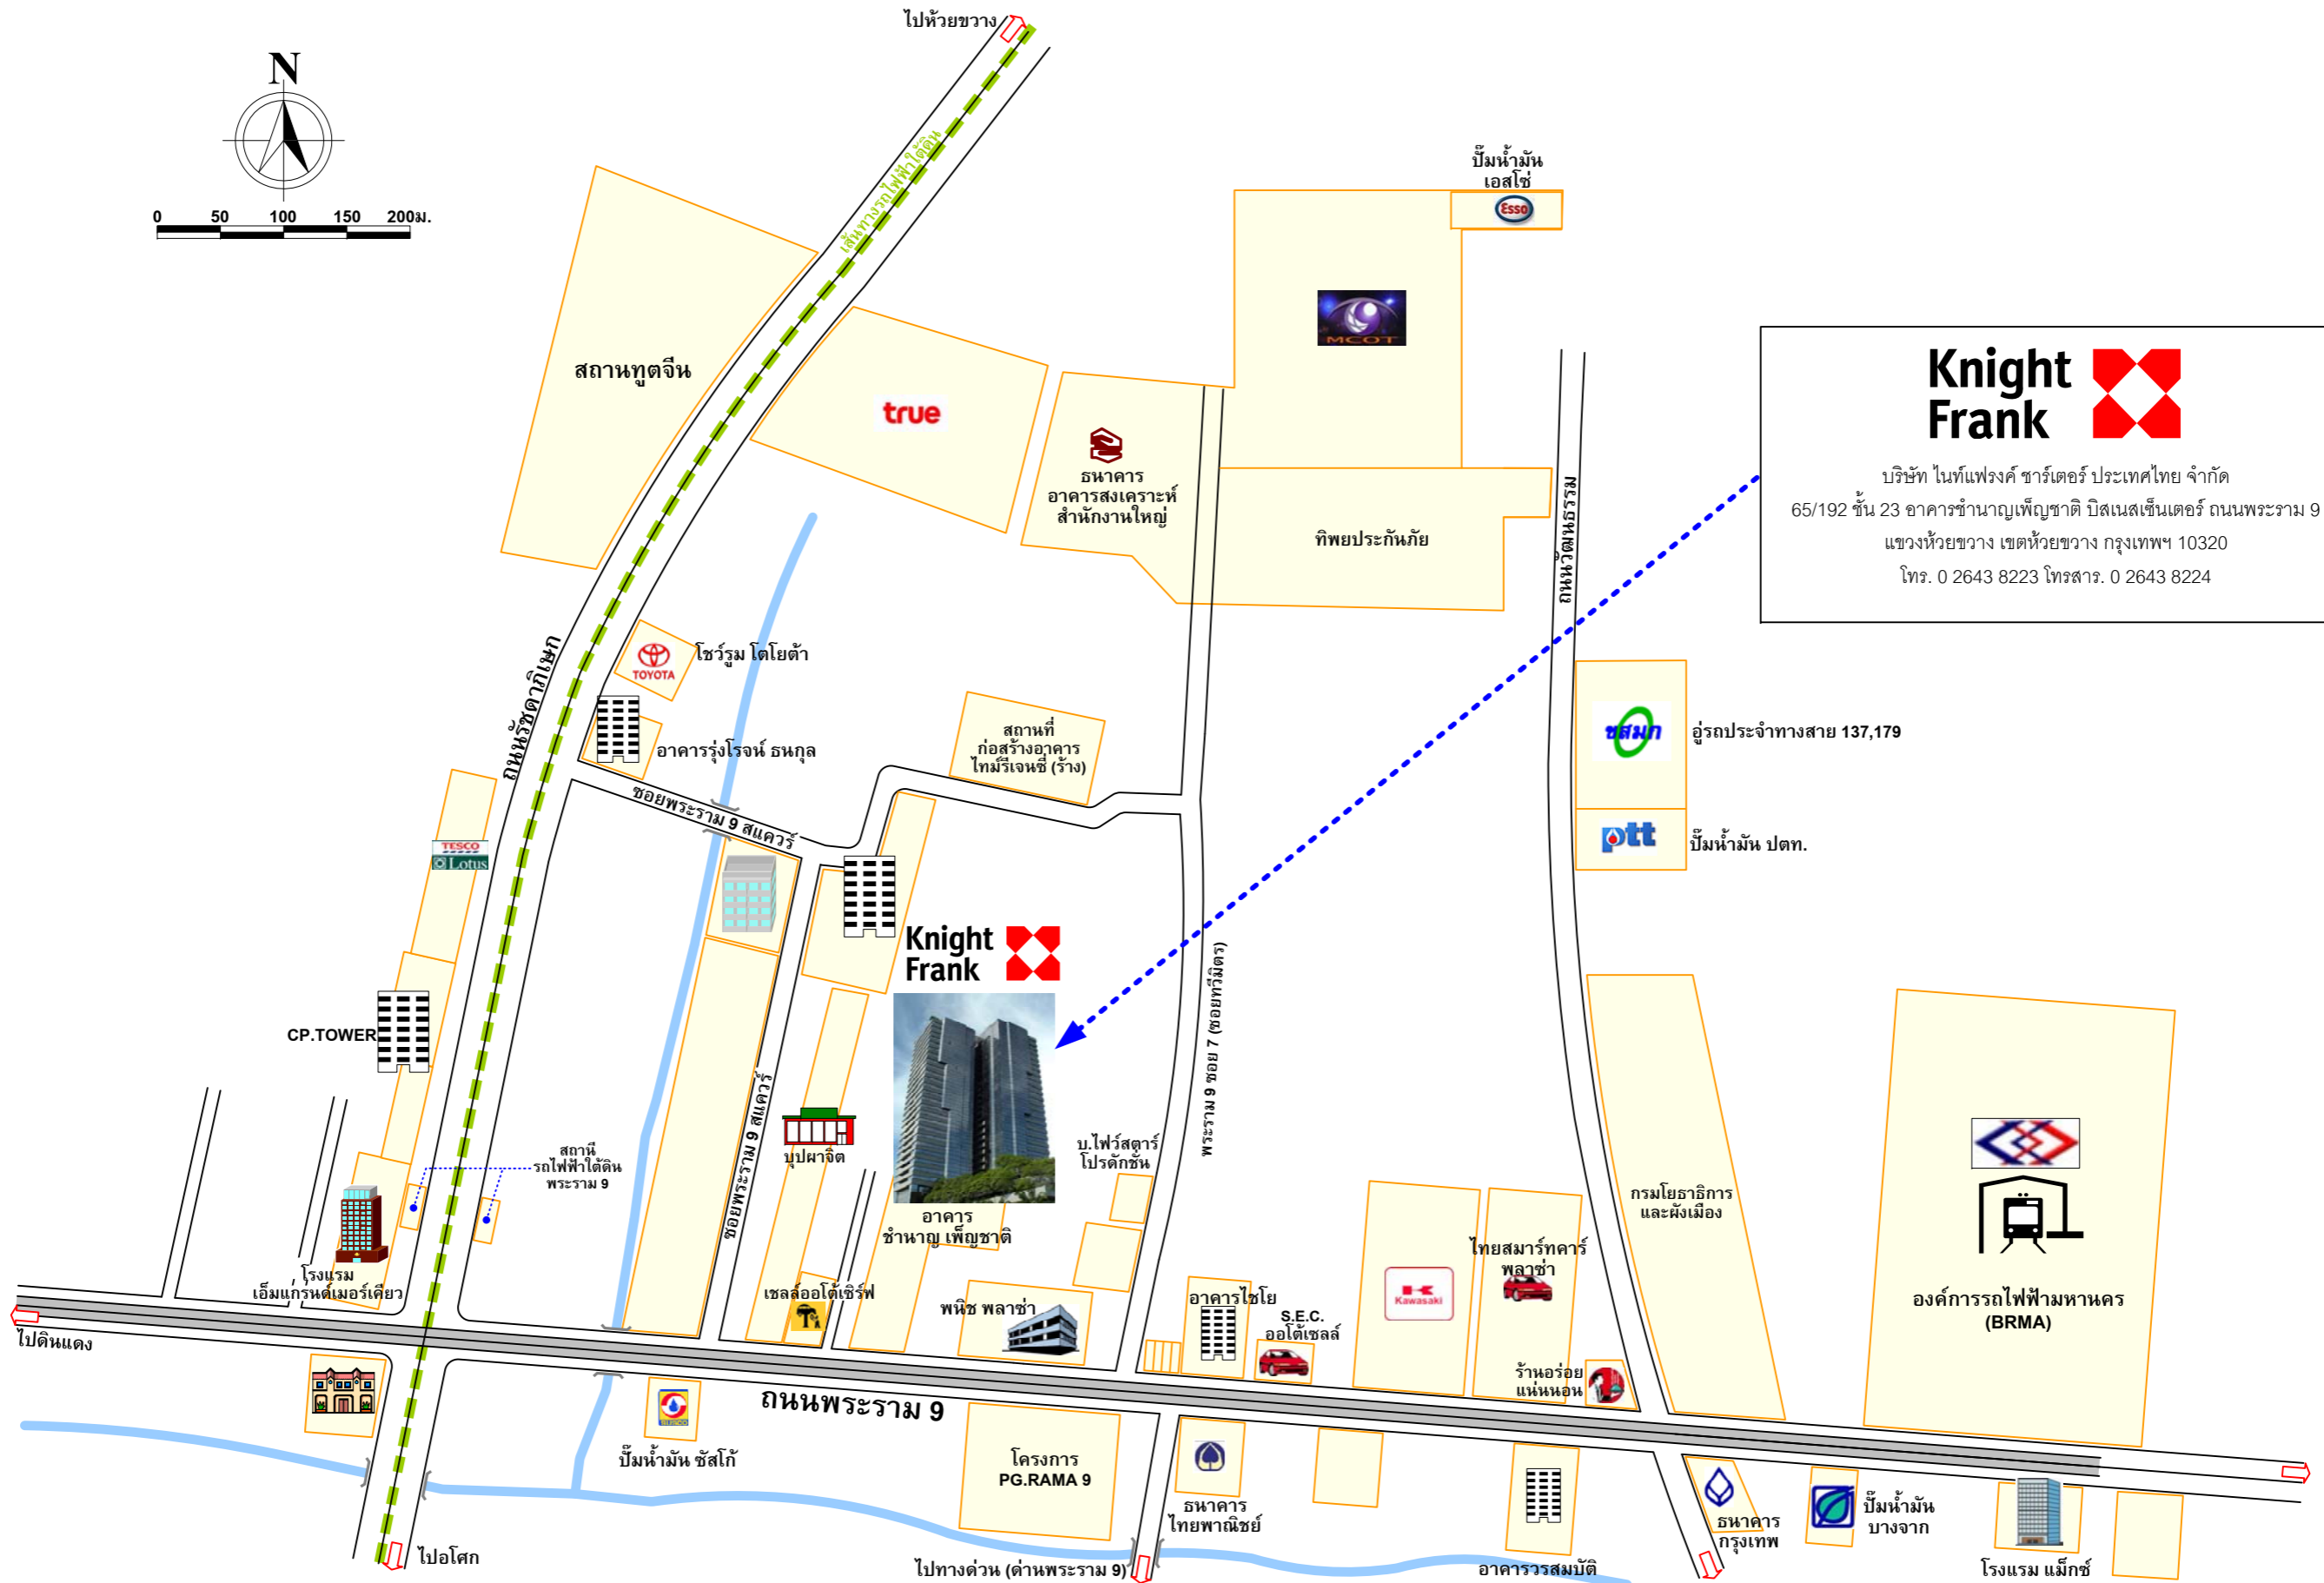 ไปห้วยขวาง
N
0 50 100 150 200ม.
เส้นทางรถไฟฟ้าใต้ดิน
ปั๊มน้ำมัน
เอสโซ่
Esso
MCOT
สถานทูตจีน
true
ธนาคาร
อาคารสงเคราะห์
สำนักงานใหญ่
ทิพยประกันภัย
ถนนวัฒนธรรม
Knight
Frank
บริษัท ไนท์แฟรงค์ ชาร์เตอร์ ประเทศไทย จำกัด
65/192 ชั้น 23 อาคารชำนาญเพ็ญชาติ บิสเนสเซ็นเตอร์ ถนนพระราม 9
แขวงห้วยขวาง เขตห้วยขวาง กรุงเทพฯ 10320
โทร. 0 2643 8223 โทรสาร. 0 2643 8224
ถนนรัชดาภิเษก
TOYOTA
โชว์รูม โตโยต้า
อาคารรุ่งโรจน์ ธนกุล
สถานที่
ก่อสร้างอาคาร
ไทม์รีเจนซี่ (ร้าง)
ขสมก
อู่รถประจำทางสาย 137,179
ptt
ปั๊มน้ำมัน ปตท.
ซอยพระราม 9 สแควร์
TESCO
Lotus
Knight
Frank
พระราม 9 ซอย 7 (ซอยทวีมิตร)
CP.TOWER
สถานี
รถไฟฟ้าใต้ดิน
พระราม 9
ซอยพระราม 9 สแควร์
บุปผาจิต
บ.ไฟว์สตาร์
โปรดักชั่น
อาคาร
ชำนาญ เพ็ญชาติ
กรมโยธาธิการ
และผังเมือง
ไทยสมาร์ทคาร์
พลาซ่า
โรงแรม
เอ็มแกรนด์เมอร์เคียว
เชลล์ออโต้เซิร์ฟ
พนิช พลาซ่า
อาคารไชโย
S.E.C.
ออโต้เซลล์
Kawasaki
องค์การรถไฟฟ้ามหานคร
(BRMA)
ไปดินแดง
ร้านอร่อย
แน่นนอน
ถนนพระราม 9
SUSCO
ปั๊มน้ำมัน ซัสโก้
โครงการ
PG.RAMA 9
ธนาคาร
ไทยพาณิชย์
ธนาคาร
กรุงเทพ
ปั๊มน้ำมัน
บางจาก
ไปอโศก
ไปทางด่วน (ด่านพระราม 9)
อาคารวรสมบัติ
โรงแรม แม็กซ์